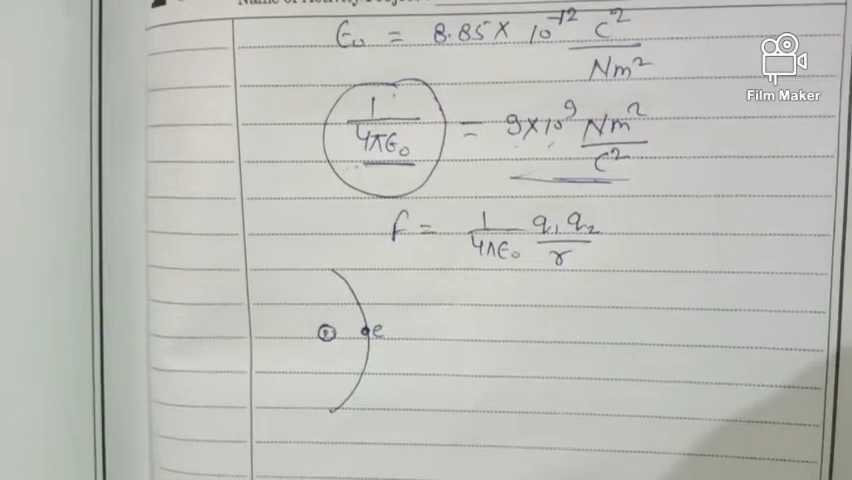 ε₀ = 8.85 × 10⁻¹² C²/Nm²
Film Maker
1/4πε₀ = 9×10⁹ Nm²/C²
f = 1/4πε₀ q₁q₂/r
e